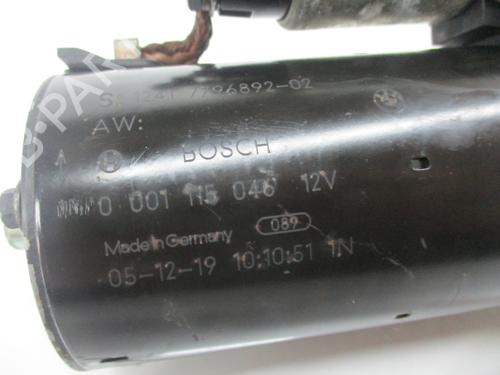 1241 7796892-02
AW:
BOSCH
0 001 115 046 12V
089
Made in Germany
05-12-19 10:10:51 1N